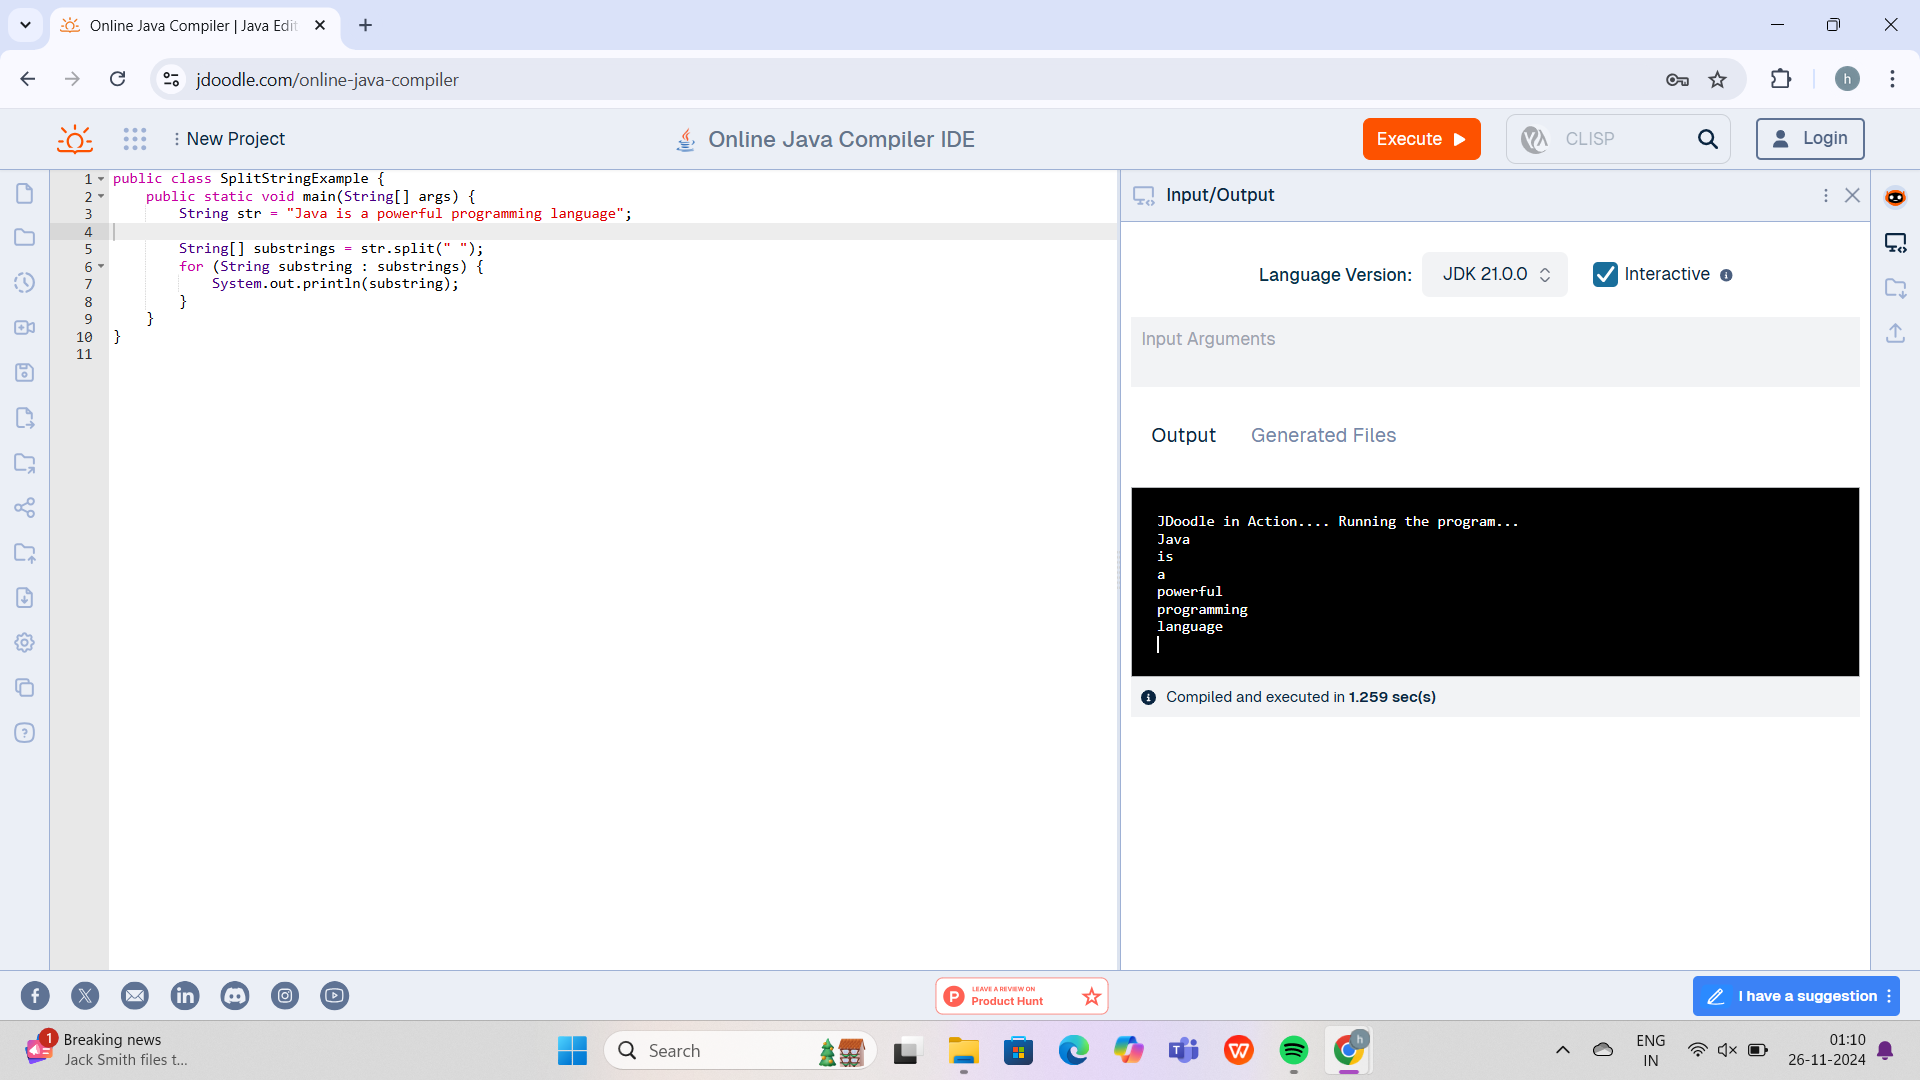 Online Java Compiler | Java Edit
jdoodle.com/online-java-compiler
h
New Project
Online Java Compiler IDE
Execute
CLISP
Login
1 public class SplitStringExample {
2 public static void main(String[] args) {
3 String str = "Java is a powerful programming language";
4
5 String[] substrings = str.split(" ");
6 for (String substring : substrings) {
7 System.out.println(substring);
8 }
9 }
10 }
11
Input/Output
Language Version: JDK 21.0.0 Interactive
Input Arguments
Output Generated Files
JDoodle in Action.... Running the program...
Java
is
a
powerful
programming
language
Compiled and executed in 1.259 sec(s)
LEAVE A REVIEW ON
Product Hunt
I have a suggestion
1
Breaking news
Jack Smith files t...
Search
h
ENG
IN
01:10
26-11-2024